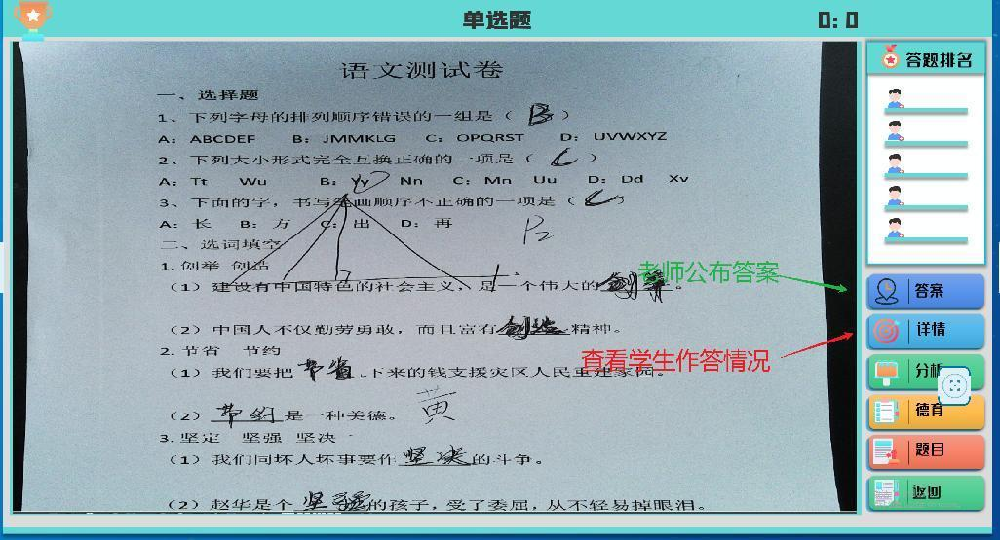 单选题
0:0
答题排名
语文测试卷
一、选择题
1、下列字母的排列顺序错误的一组是（ B ）
A: ABCDEF B: JMMKLG C: OPQRST D: UVWXYZ
2、下列大小形式完全互换正确的一项是（ C ）
A: Tt Wu B: Yy Nn C: Mn Uu D: Dd Xv
3、下面的字，书写笔画顺序不正确的一项是（ C ）
A: 长 B: 方 C: 出 D: 再
P2
二、选词填空
1. 创举 创造
老师公布答案
（1）建设有中国特色的社会主义，是一个伟大的创举。
（2）中国人不仅勤劳勇敢，而且富有创造精神。
2. 节省 节约
查看学生作答情况
（1）我们要把节省下来的钱支援灾区人民重建家园。
（2）节约是一种美德。
黄
3. 坚定 坚强 坚决
（1）我们同坏人坏事要作坚决的斗争。
（2）赵华是个坚强的孩子，受了委屈，从不轻易掉眼泪。
答案
详情
分析
德育
题目
返回